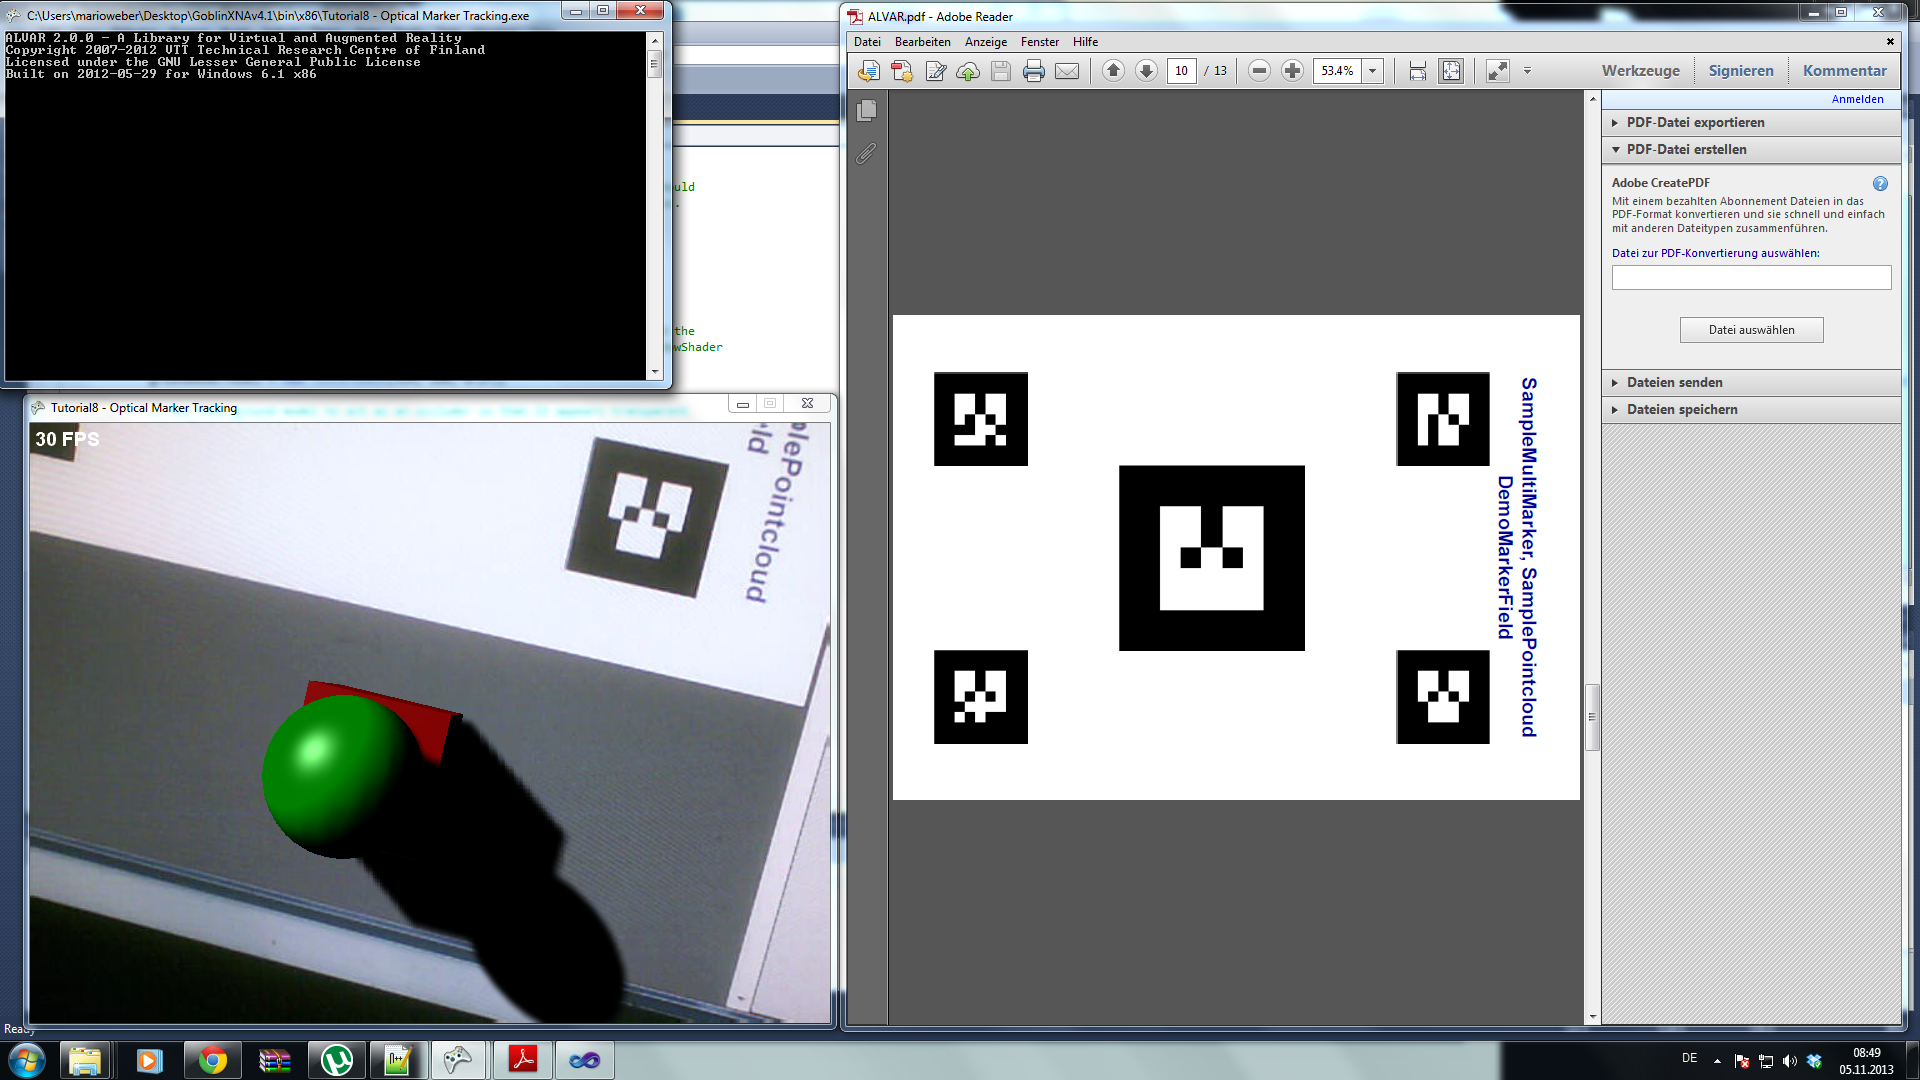 C:\Users\marioweber\Desktop\GoblinXNAv4.1\bin\x86\Tutorial8 - Optical Marker Tracking.exe
ALVAR 2.0.0 - A Library for Virtual and Augmented Reality
Copyright 2007-2012 VTT Technical Research Centre of Finland
Licensed under the GNU Lesser General Public License
Built on 2012-05-29 for Windows 6.1 x86
uld
.
the
wShader
Tutorial8 - Optical Marker Tracking
30 FPS
plePointcloud
ld
Ready
ALVAR.pdf - Adobe Reader
Datei Bearbeiten Anzeige Fenster Hilfe
10 / 13 53.4% Werkzeuge Signieren Kommentar
Anmelden
PDF-Datei exportieren
PDF-Datei erstellen
Adobe CreatePDF
Mit einem bezahlten Abonnement Dateien in das
PDF-Format konvertieren und sie schnell und einfach
mit anderen Dateitypen zusammenführen.
Datei zur PDF-Konvertierung auswählen:
Datei auswählen
Dateien senden
Dateien speichern
SampleMultiMarker, SamplePointcloud
DemoMarkerField
DE
08:49
05.11.2013